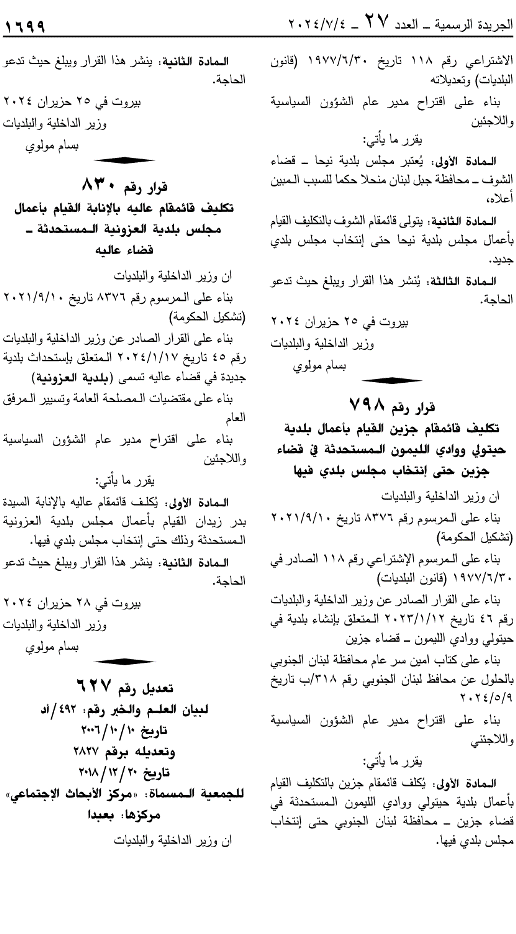 الجريدة الرسمية ــ العدد ٢٧ ــ ٢٠٢٤/٧/٤
١٦٩٩
الاشتراعي رقم ١١٨ تاريخ ١٩٧٧/٦/٣٠ (قانون
البلديات) وتعديلاته
بناء على اقتراح مدير عام الشؤون السياسية
واللاجئين
يقرر ما يأتي:
المادة الأولى: يُعتبر مجلس بلدية نيحا ــ قضاء
الشوف ــ محافظة جبل لبنان منحلا حكما للسبب المبين
أعلاه،
المادة الثانية: يتولى قائمقام الشوف بالتكليف القيام
بأعمال مجلس بلدية نيحا حتى إنتخاب مجلس بلدي
جديد.
المادة الثالثة: يُنشر هذا القرار ويبلغ حيث تدعو
الحاجة.
بيروت في ٢٥ حزيران ٢٠٢٤
وزير الداخلية والبلديات
بسام مولوي
قرار رقم ٧٩٨
تكليف قائمقام جزين القيام بأعمال بلدية
حيتولي ووادي الليمون المستحدثة في قضاء
جزين حتى إنتخاب مجلس بلدي فيها
ان وزير الداخلية والبلديات
بناء على المرسوم رقم ٨٣٧٦ تاريخ ٢٠٢١/٩/١٠
(تشكيل الحكومة)
بناء على المرسوم الإشتراعي رقم ١١٨ الصادر في
١٩٧٧/٦/٣٠ (قانون البلديات)
بناء على القرار الصادر عن وزير الداخلية والبلديات
رقم ٤٦ تاريخ ٢٠٢٣/١/١٢ المتعلق بإنشاء بلدية في
حيتولي ووادي الليمون ــ قضاء جزين
بناء على كتاب امين سر عام محافظة لبنان الجنوبي
بالحلول عن محافظ لبنان الجنوبي رقم ٣١٨/ب تاريخ
٢٠٢٤/٥/٩
بناء على اقتراح مدير عام الشؤون السياسية
واللاجئني
يقرر ما يأتي:
المادة الأولى: يُكلف قائمقام جزين بالتكليف القيام
بأعمال بلدية حيتولي ووادي الليمون المستحدثة في
قضاء جزين ــ محافظة لبنان الجنوبي حتى إنتخاب
مجلس بلدي فيها.
المادة الثانية: ينشر هذا القرار ويبلغ حيث تدعو
الحاجة.
بيروت في ٢٥ حزيران ٢٠٢٤
وزير الداخلية والبلديات
بسام مولوي
قرار رقم ٨٣٠
تكليف قائمقام عاليه بالإنابة القيام بأعمال
مجلس بلدية العزونية المستحدثة ــ
قضاء عاليه
ان وزير الداخلية والبلديات
بناء على المرسوم رقم ٨٣٧٦ تاريخ ٢٠٢١/٩/١٠
(تشكيل الحكومة)
بناء على القرار الصادر عن وزير الداخلية والبلديات
رقم ٤٥ تاريخ ٢٠٢٤/١/١٧ المتعلق بإستحداث بلدية
جديدة في قضاء عاليه تسمى (بلدية العزونية)
بناء على مقتضيات المصلحة العامة وتسيير المرفق
العام
بناء على اقتراح مدير عام الشؤون السياسية
واللاجئين
يقرر ما يأتي:
المادة الأولى: يُكلف قائمقام عاليه بالإنابة السيدة
بدر زيدان القيام بأعمال مجلس بلدية العزونية
المستحدثة وذلك حتى إنتخاب مجلس بلدي فيها.
المادة الثانية: ينشر هذا القرار ويبلغ حيث تدعو
الحاجة.
بيروت في ٢٨ حزيران ٢٠٢٤
وزير الداخلية والبلديات
بسام مولوي
تعديل رقم ٦٢٧
لبيان العلم والخبر رقم: ٤٩٢/أد
تاريخ ٢٠٠٦/١٠/١٠
وتعديله برقم ٢٨٢٧
تاريخ ٢٠١٨/١٢/٢٠
للجمعية المسماة: «مركز الأبحاث الإجتماعي»
مركزها: بعبدا
ان وزير الداخلية والبلديات